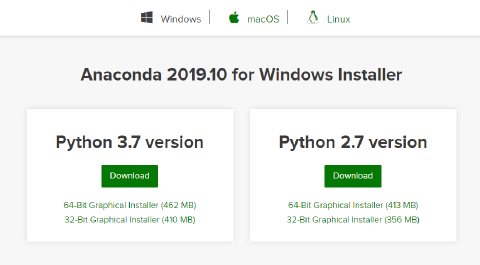 Windows macOS Linux
Anaconda 2019.10 for Windows Installer
Python 3.7 version
Download
64-Bit Graphical Installer (462 MB)
32-Bit Graphical Installer (410 MB)
Python 2.7 version
Download
64-Bit Graphical Installer (413 MB)
32-Bit Graphical Installer (356 MB)